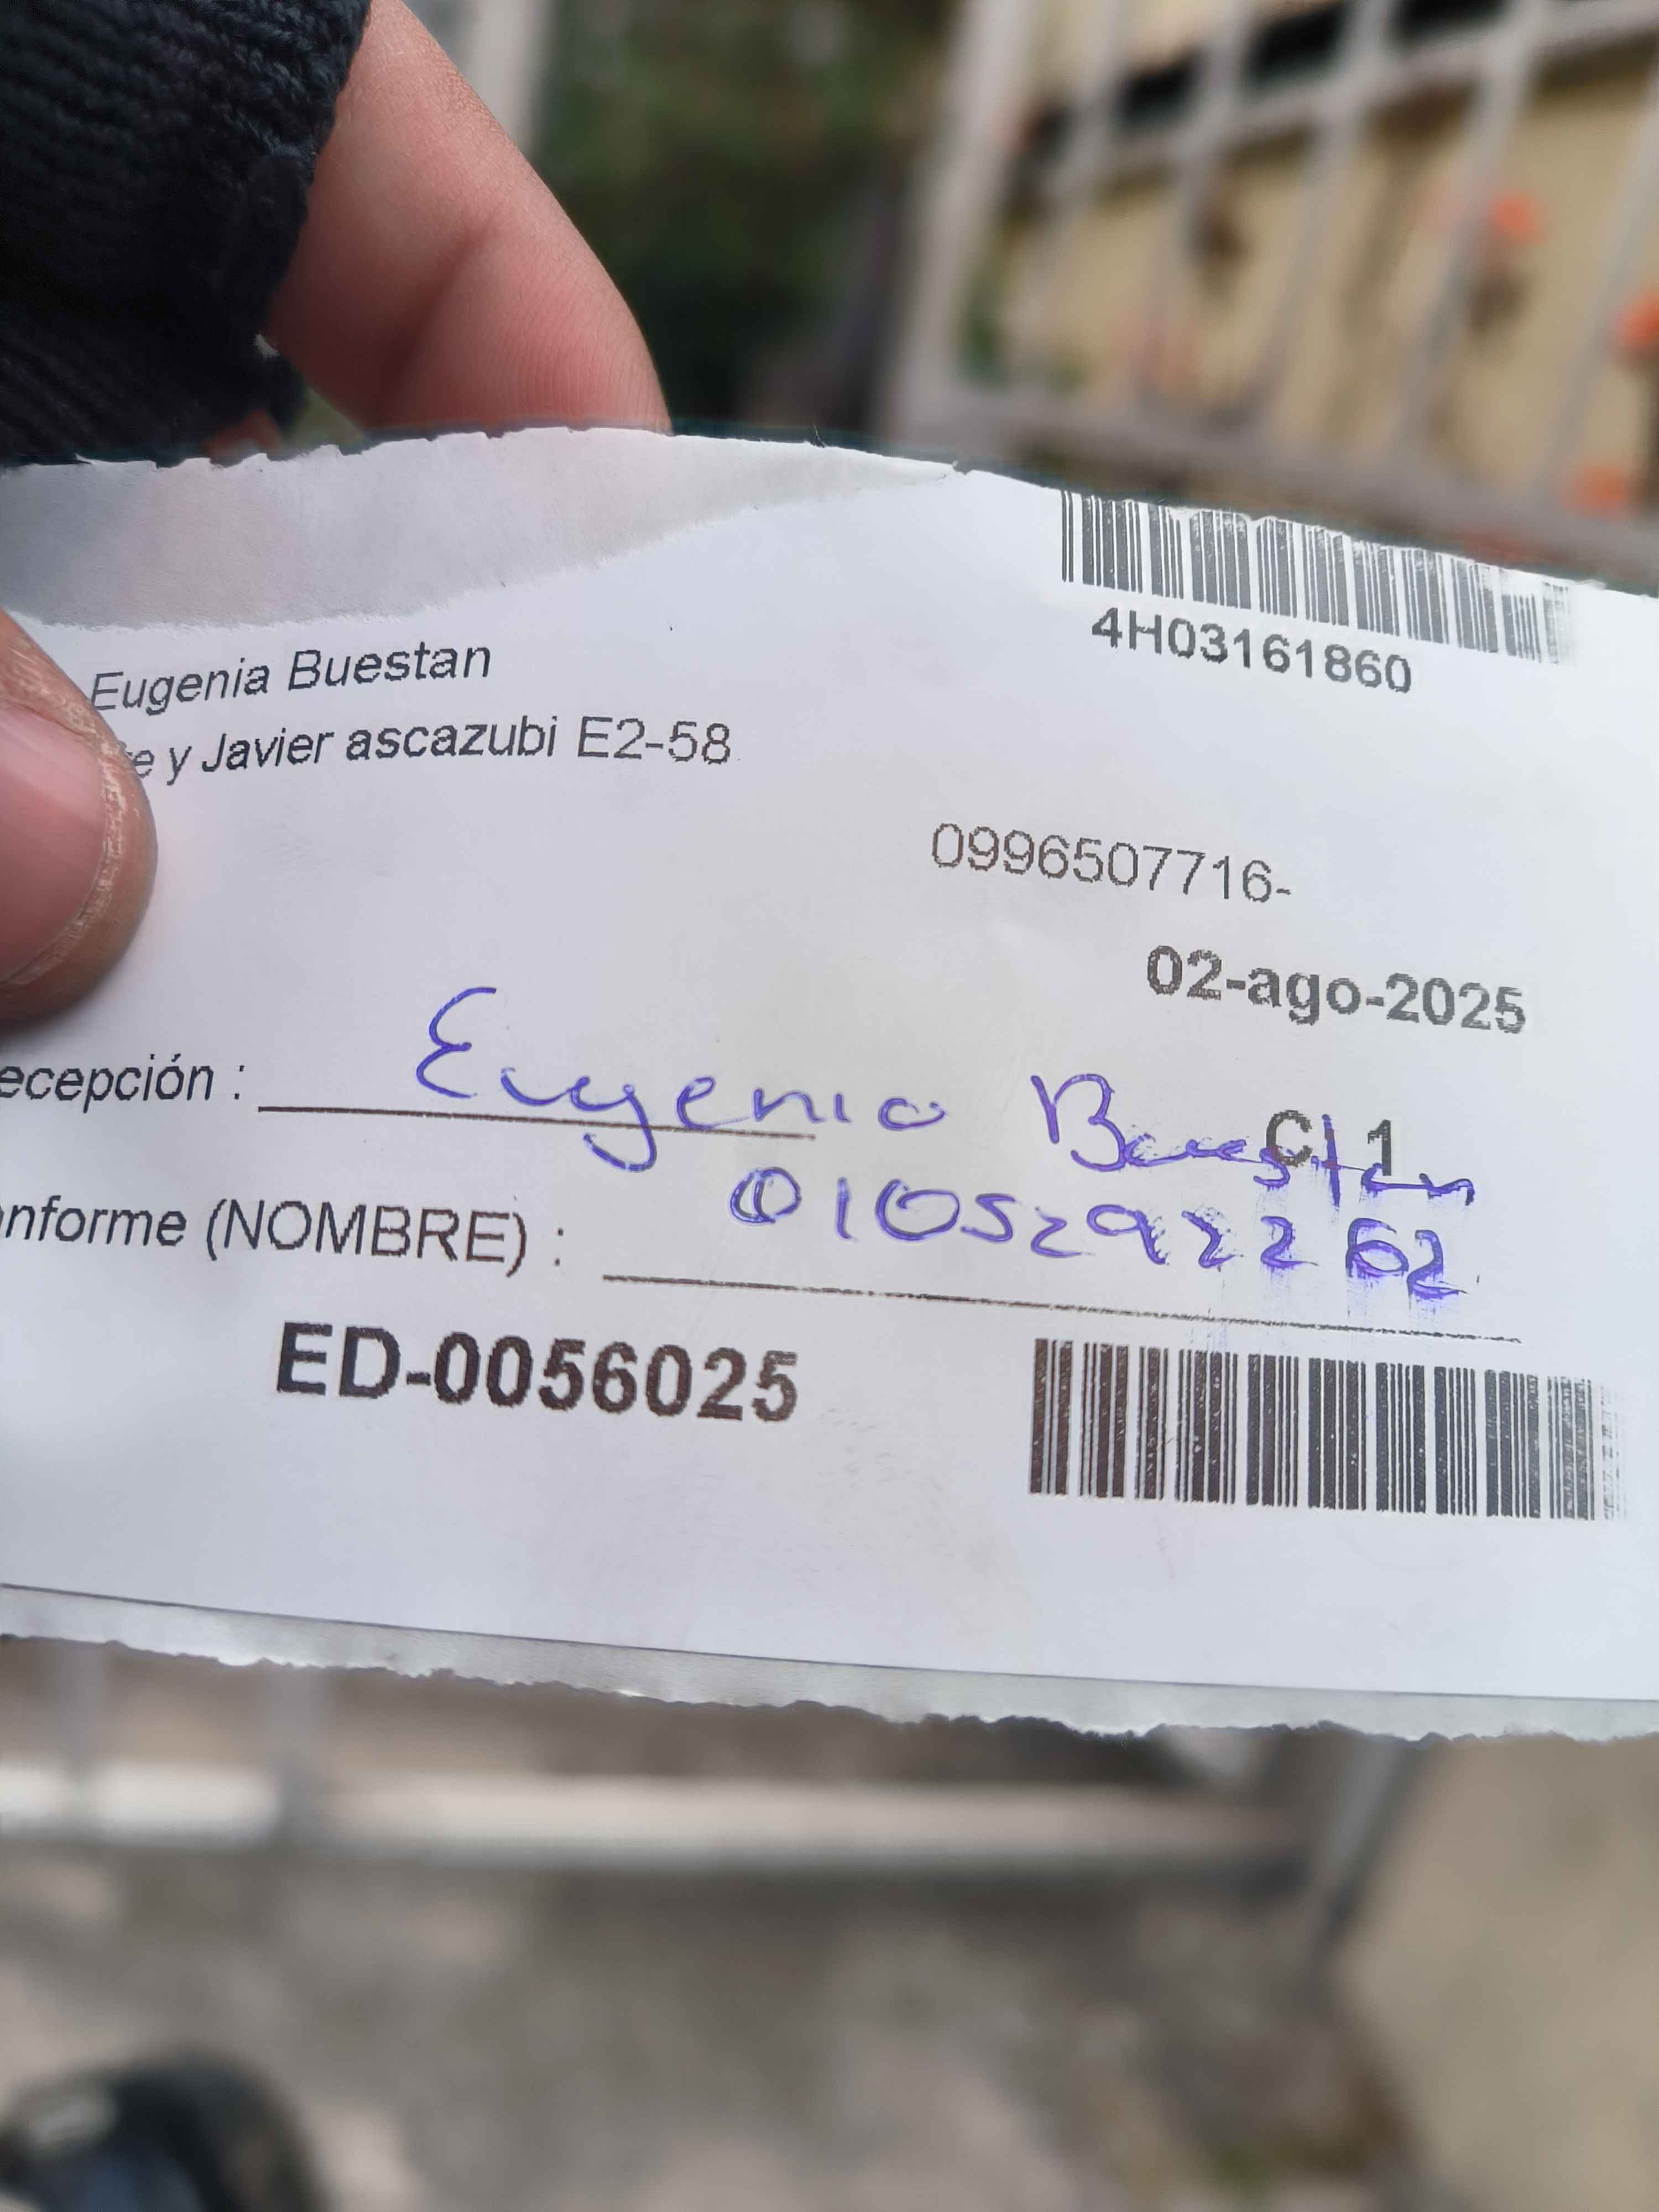 4H03161860
Eugenia Buestan
e y Javier ascazubi E2-58
0996507716-
02-ago-2025
ecepción : Eugenia Buestan
C 1
0105292262
nforme (NOMBRE) :
ED-0056025